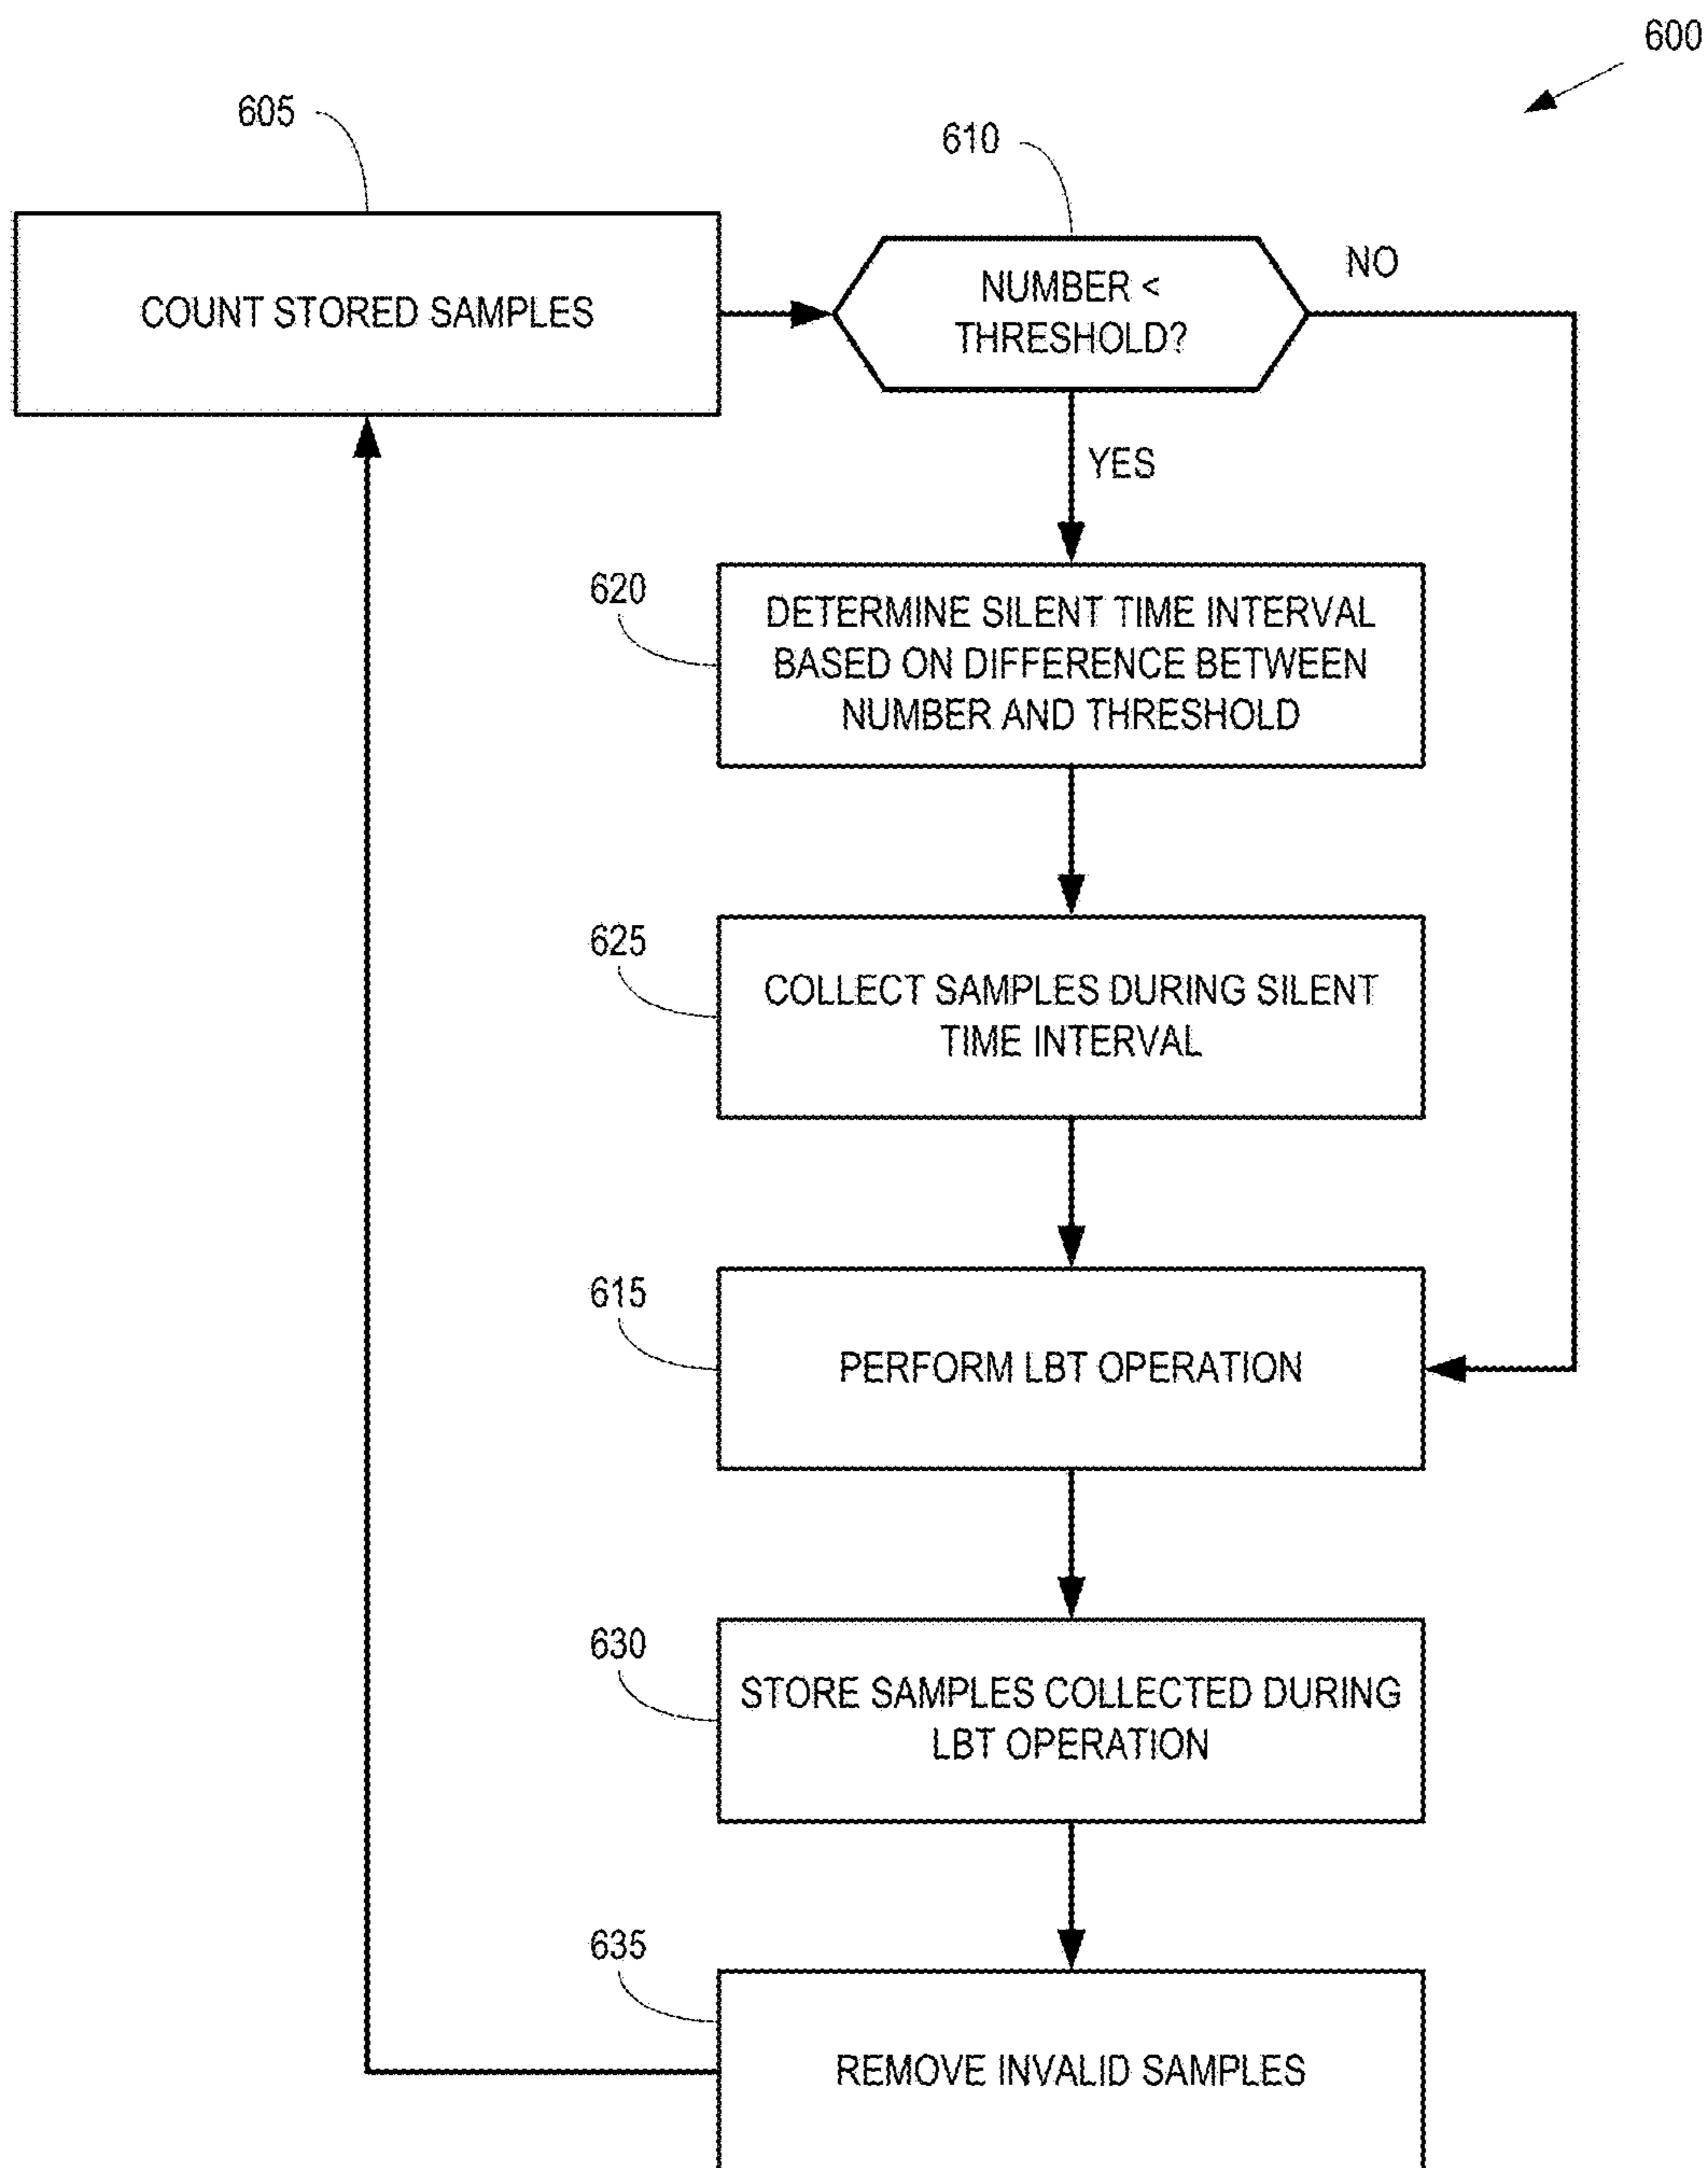 600
605
610
COUNT STORED SAMPLES
NUMBER <
THRESHOLD?
NO
YES
620
DETERMINE SILENT TIME INTERVAL
BASED ON DIFFERENCE BETWEEN
NUMBER AND THRESHOLD
625
COLLECT SAMPLES DURING SILENT
TIME INTERVAL
615
PERFORM LBT OPERATION
630
STORE SAMPLES COLLECTED DURING
LBT OPERATION
635
REMOVE INVALID SAMPLES